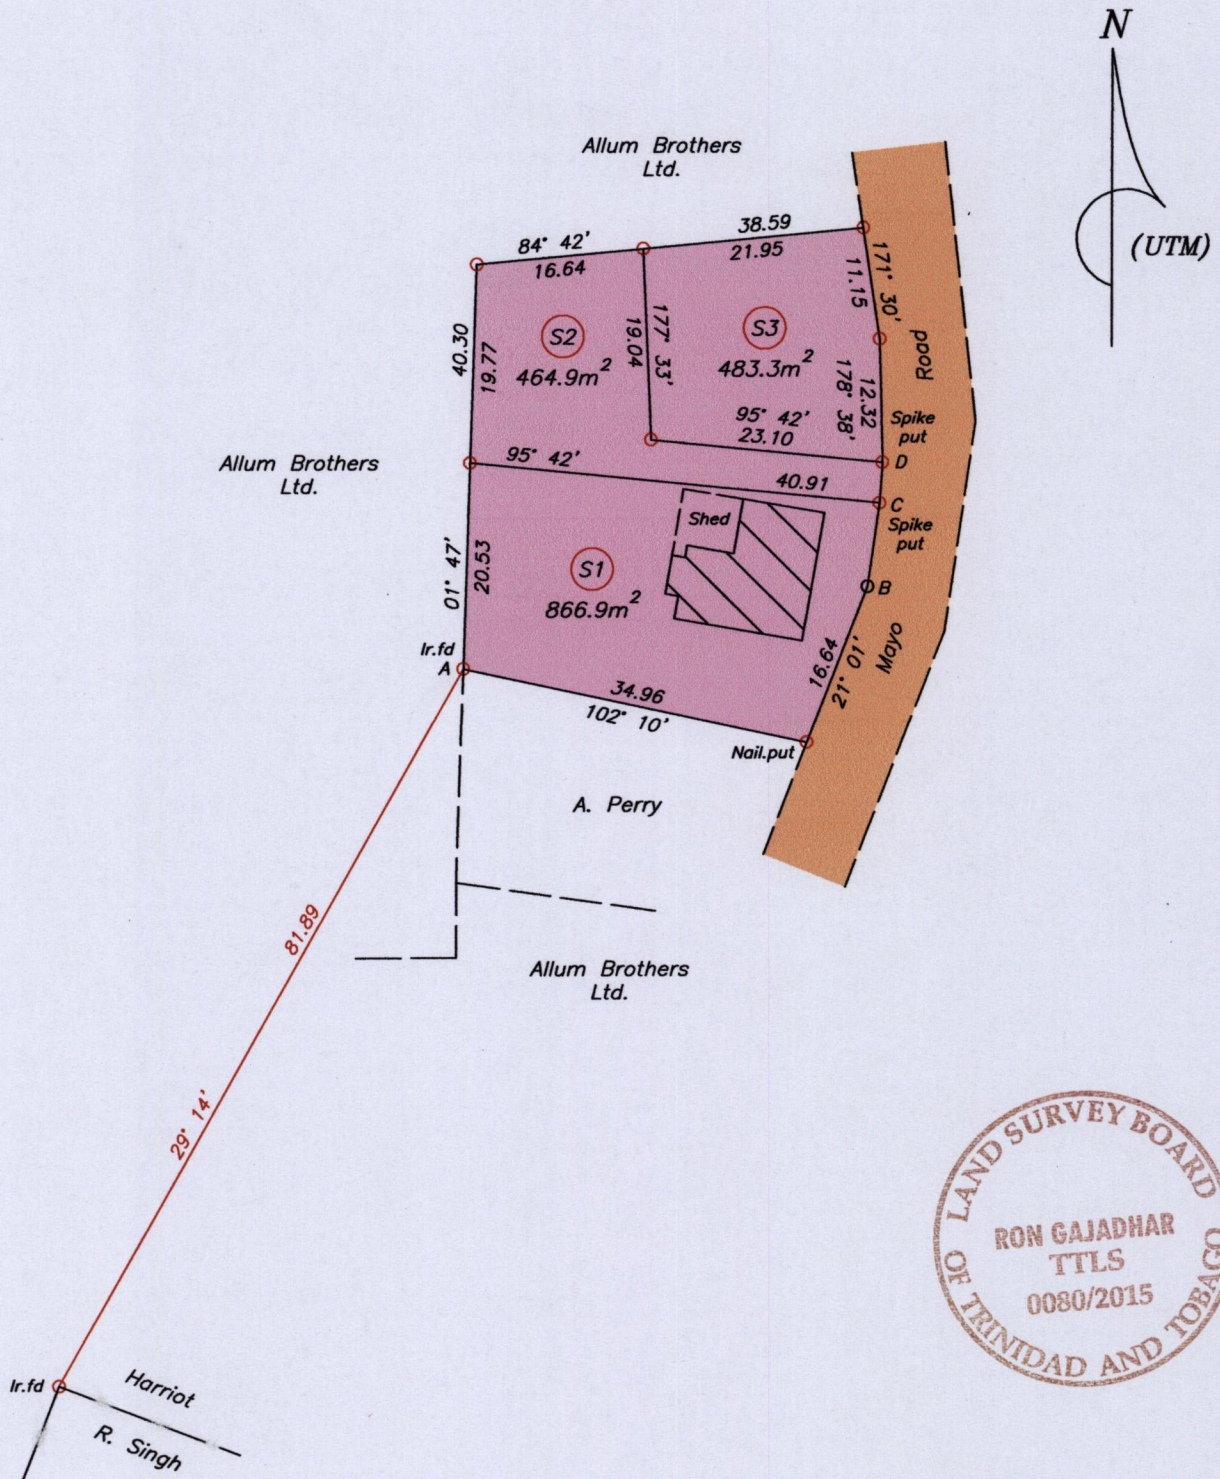 N
(UTM)
Allum Brothers
Ltd.
84° 42'
16.64
38.59
21.95
171° 30'
11.15
40.30
19.77
S2
464.9m²
177° 33'
19.04
S3
483.3m²
12.32
178° 38'
Road
95° 42'
23.10
Spike
put
D
Allum Brothers
Ltd.
95° 42'
40.91
C
Spike
put
Shed
S1
866.9m²
01° 47'
20.53
B
Mayo
16.64
21° 01'
Ir.fd
A
34.96
102° 10'
Nail.put
A. Perry
81.89
29° 14'
Allum Brothers
Ltd.
LAND SURVEY BOARD
RON GAJADHAR
TTLS
0080/2015
OF TRINIDAD AND TOBAGO
Ir.fd
Harriot
R. Singh